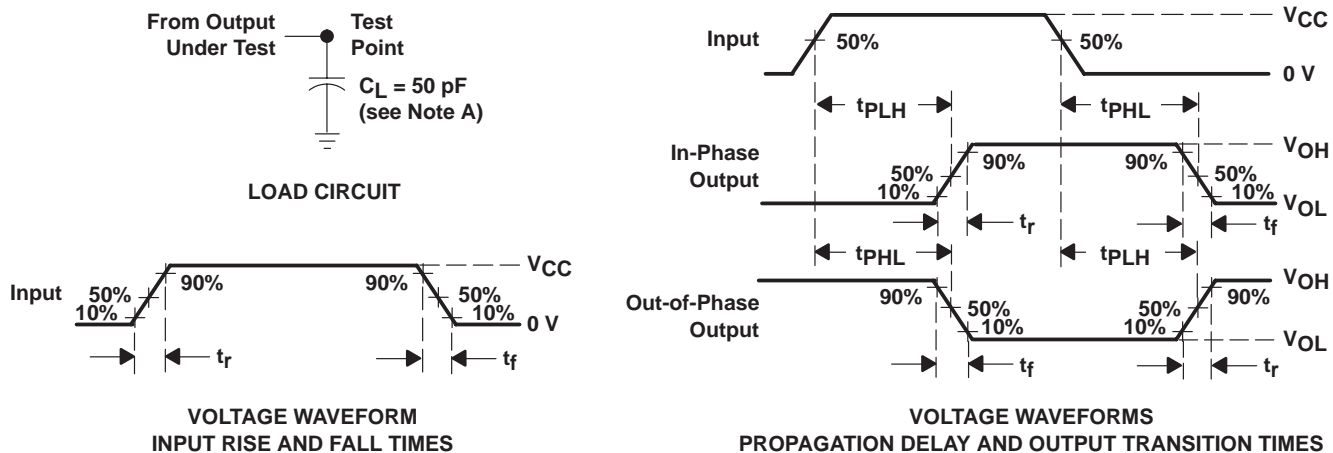 From Output
Under Test
Test
Point
CL = 50 pF
(see Note A)
LOAD CIRCUIT
Input
50%
10%
90%
90%
50%
10%
VCC
0 V
tr
tf
VOLTAGE WAVEFORM
INPUT RISE AND FALL TIMES
Input
50%
50%
VCC
0 V
tPLH
tPHL
In-Phase
Output
50%
10%
90%
90%
50%
10%
VOH
VOL
tr
tf
tPHL
tPLH
Out-of-Phase
Output
90%
50%
10%
50%
10%
90%
VOH
VOL
tf
tr
VOLTAGE WAVEFORMS
PROPAGATION DELAY AND OUTPUT TRANSITION TIMES